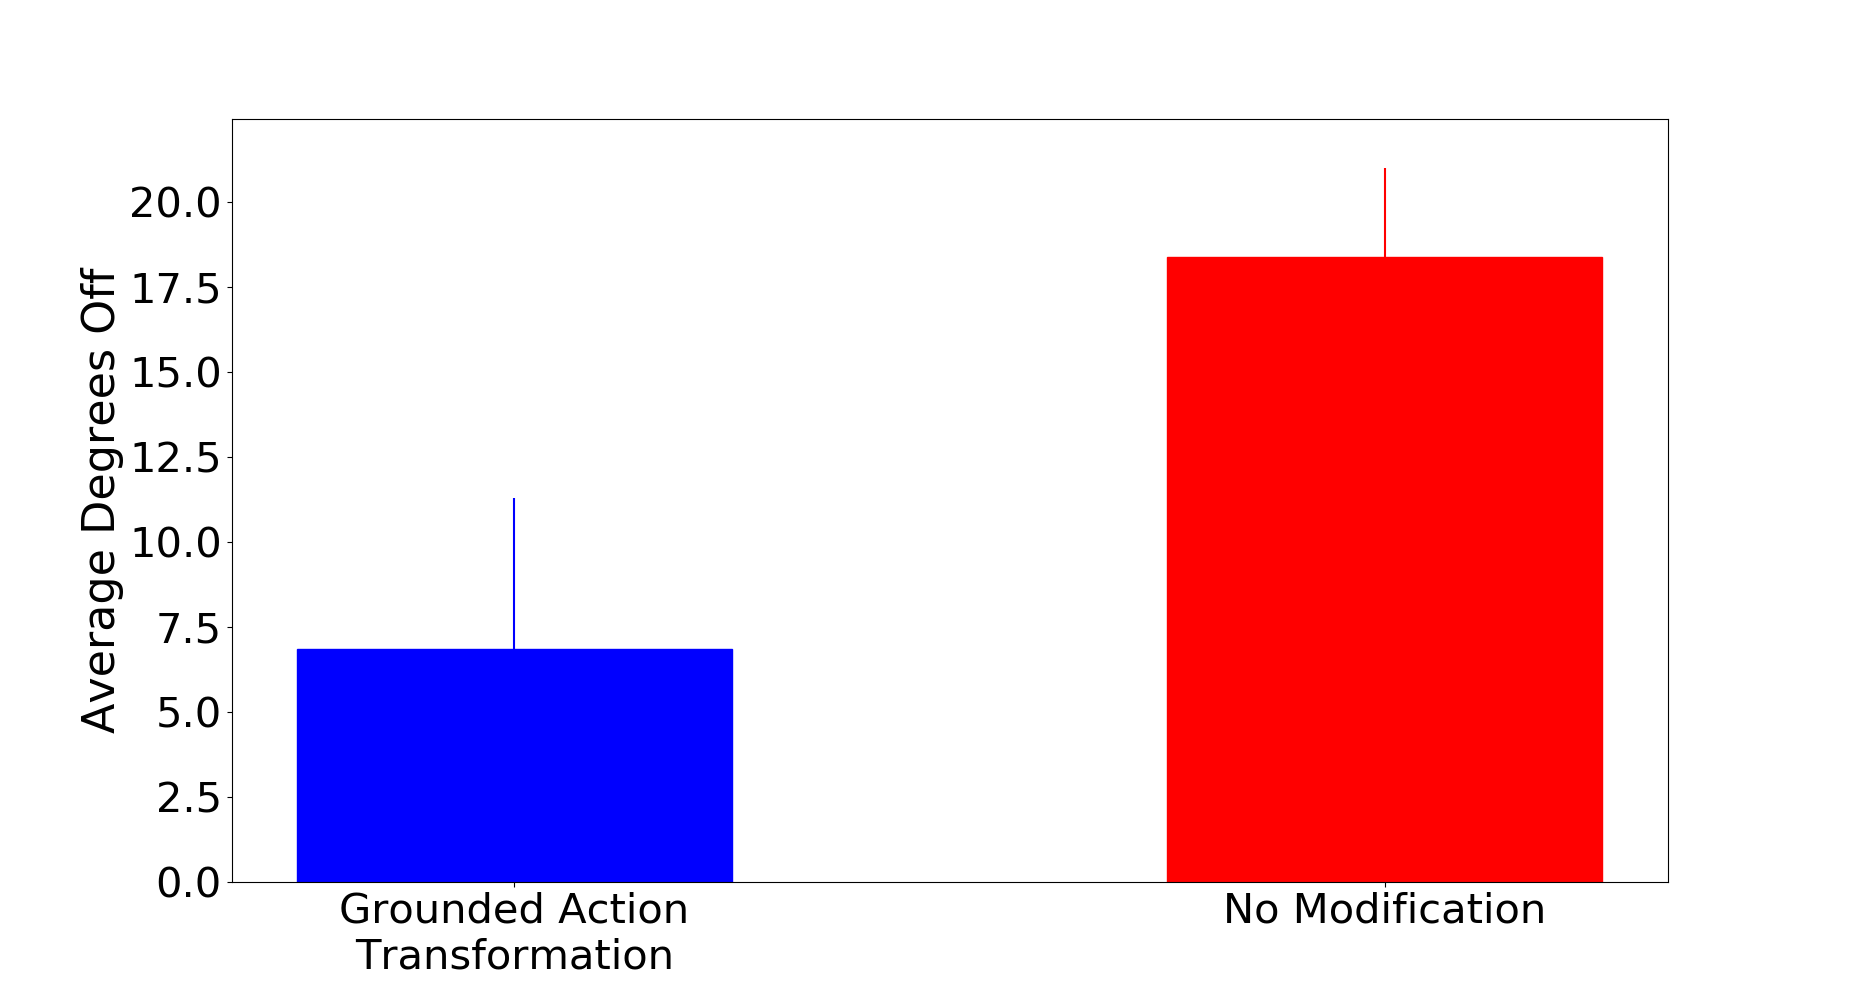 Average Degrees Off
20.0
17.5
15.0
12.5
10.0
7.5
5.0
2.5
0.0
Grounded Action
Transformation
No Modification